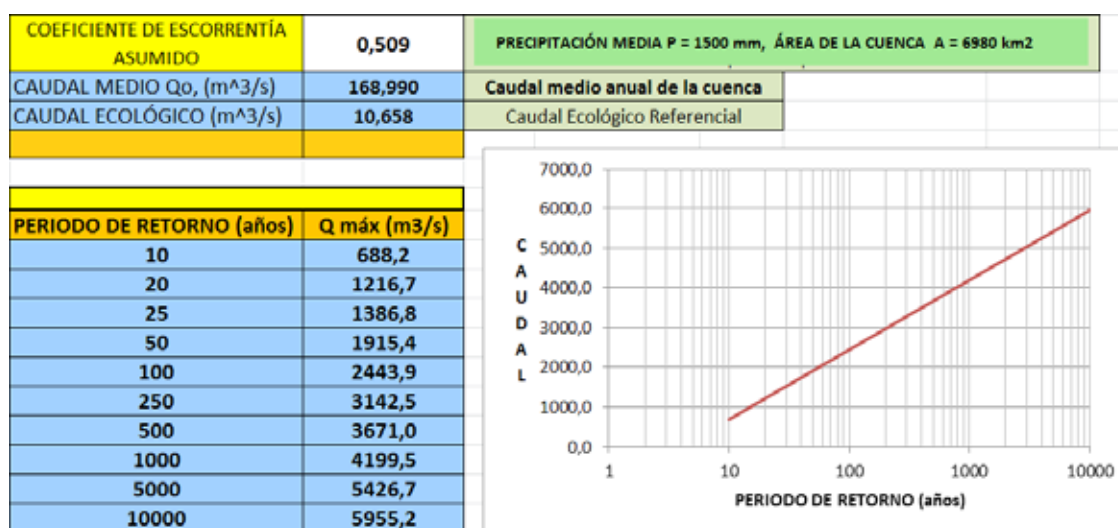 COEFICIENTE DE ESCORRENTÍA
ASUMIDO
0,509
PRECIPITACIÓN MEDIA P = 1500 mm, ÁREA DE LA CUENCA A = 6980 km2
CAUDAL MEDIO Qo, (m^3/s)
168,990
Caudal medio anual de la cuenca
CAUDAL ECOLÓGICO (m^3/s)
10,658
Caudal Ecológico Referencial
PERIODO DE RETORNO (años) Q máx (m3/s)
10 688,2
20 1216,7
25 1386,8
50 1915,4
100 2443,9
250 3142,5
500 3671,0
1000 4199,5
5000 5426,7
10000 5955,2
CAUDAL
7000,0
6000,0
5000,0
4000,0
3000,0
2000,0
1000,0
0,0
1 10 100 1000 10000
PERIODO DE RETORNO (años)